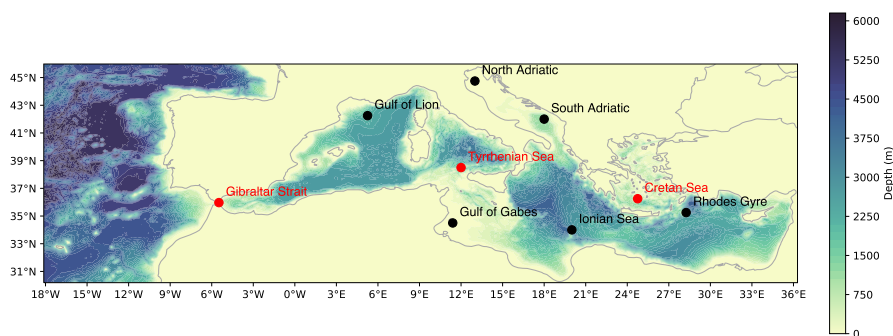 North Adriatic
Gulf of Lion
South Adriatic
Tyrrhenian Sea
Gibraltar Strait
Cretan Sea
Rhodes Gyre
Gulf of Gabes
Ionian Sea
45°N
43°N
41°N
39°N
37°N
35°N
33°N
31°N
18°W 15°W 12°W 9°W 6°W 3°W 0°W 3°E 6°E 9°E 12°E 15°E 18°E 21°E 24°E 27°E 30°E 33°E 36°E
6000
5250
4500
3750
3000
2250
1500
750
0
Depth (m)